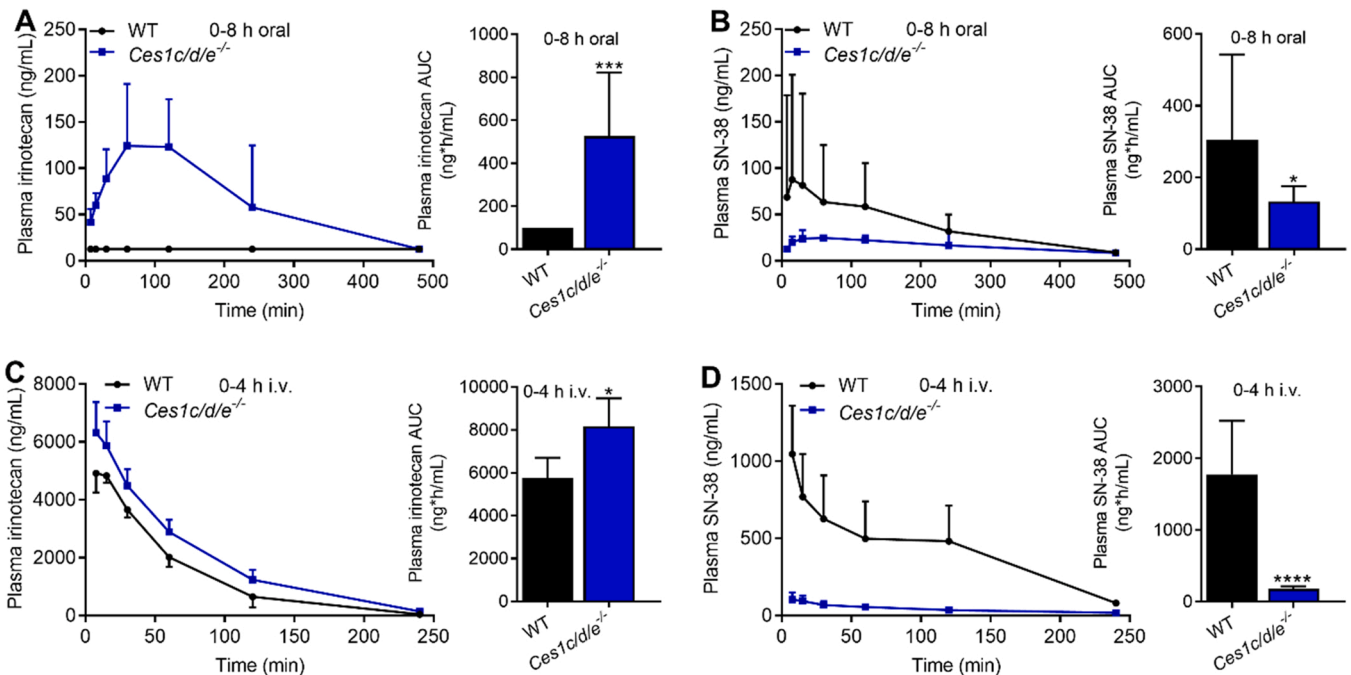 A
WT 0-8 h oral
Ces1c/d/e-/-
Plasma irinotecan (ng/mL)
250
200
150
100
50
0
0 100 200 300 400 500
Time (min)
Plasma irinotecan AUC
(ng*h/mL)
1000
800
600
400
200
0
0-8 h oral
***
WT
Ces1c/d/e-/-
B
WT 0-8 h oral
Ces1c/d/e-/-
Plasma SN-38 (ng/mL)
250
200
150
100
50
0
0 100 200 300 400 500
Time (min)
Plasma SN-38 AUC
(ng*h/mL)
600
400
200
0
0-8 h oral
*
WT
Ces1c/d/e-/-
C
WT 0-4 h i.v.
Ces1c/d/e-/-
Plasma irinotecan (ng/mL)
8000
6000
4000
2000
0
0 50 100 150 200 250
Time (min)
Plasma irinotecan AUC
(ng*h/mL)
10000
8000
6000
4000
2000
0
0-4 h i.v.
*
WT
Ces1c/d/e-/-
D
WT 0-4 h i.v.
Ces1c/d/e-/-
Plasma SN-38 (ng/mL)
1500
1000
500
0
0 50 100 150 200 250
Time (min)
Plasma SN-38 AUC
(ng*h/mL)
3000
2000
1000
0
0-4 h i.v.
****
WT
Ces1c/d/e-/-